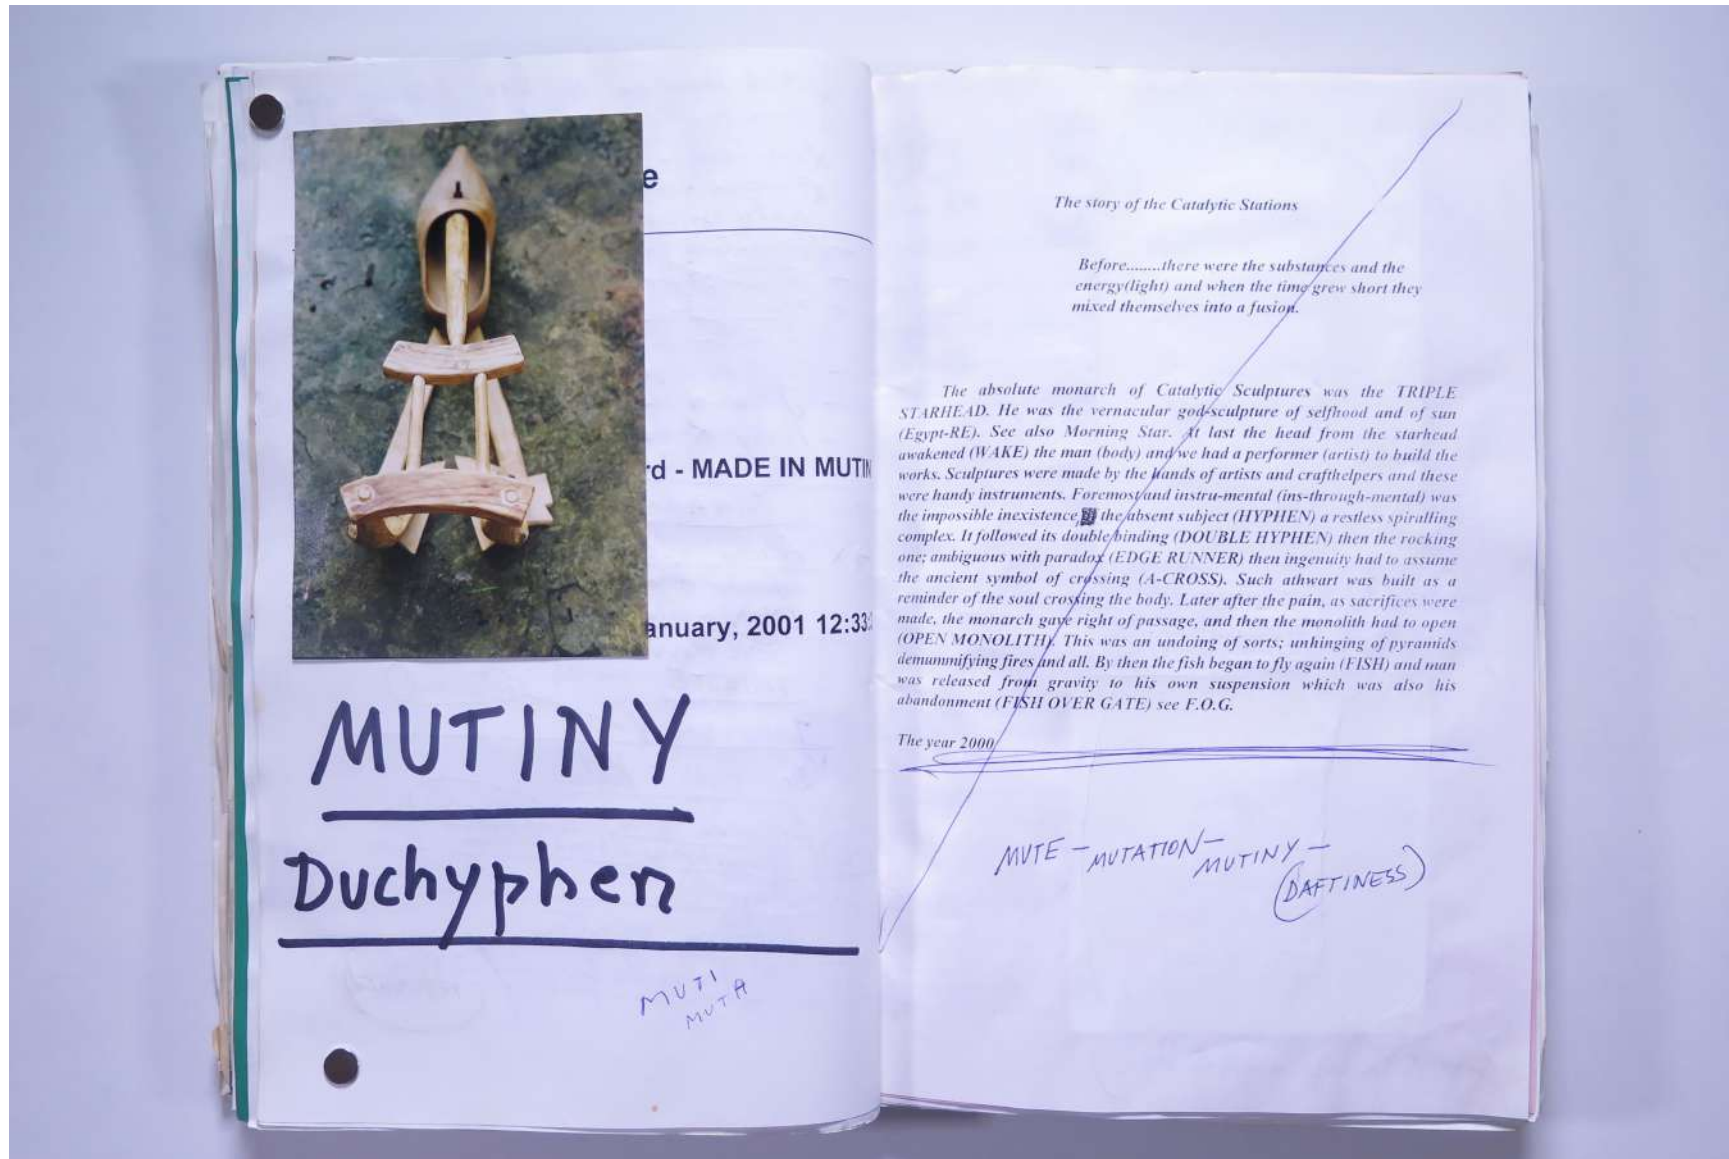 e
rd - MADE IN MUTIN
anuary, 2001 12:33:
MUTINY
Duchyphen
MUTI
MUTA
The story of the Catalytic Stations
Before........there were the substances and the
energy(light) and when the time grew short they
mixed themselves into a fusion.
The absolute monarch of Catalytic Sculptures was the TRIPLE
STARHEAD. He was the vernacular god-sculpture of selfhood and of sun
(Egypt-RE). See also Morning Star. At last the head from the starhead
awakened (WAKE) the man (body) and we had a performer (artist) to build the
works. Sculptures were made by the hands of artists and crafthelpers and these
were handy instruments. Foremost and instru-mental (ins-through-mental) was
the impossible inexistence, the absent subject (HYPHEN) a restless spiralling
complex. It followed its double binding (DOUBLE HYPHEN) then the rocking
one; ambiguous with paradox (EDGE RUNNER) then ingenuity had to assume
the ancient symbol of crossing (A-CROSS). Such athwart was built as a
reminder of the soul crossing the body. Later after the pain, as sacrifices were
made, the monarch gave right of passage, and then the monolith had to open
(OPEN MONOLITH). This was an undoing of sorts; unhinging of pyramids
demummifying fires and all. By then the fish began to fly again (FISH) and man
was released from gravity to his own suspension which was also his
abandonment (FISH OVER GATE) see F.O.G.
The year 2000
MUTE - MUTATION - MUTINY -
(DAFTINESS)